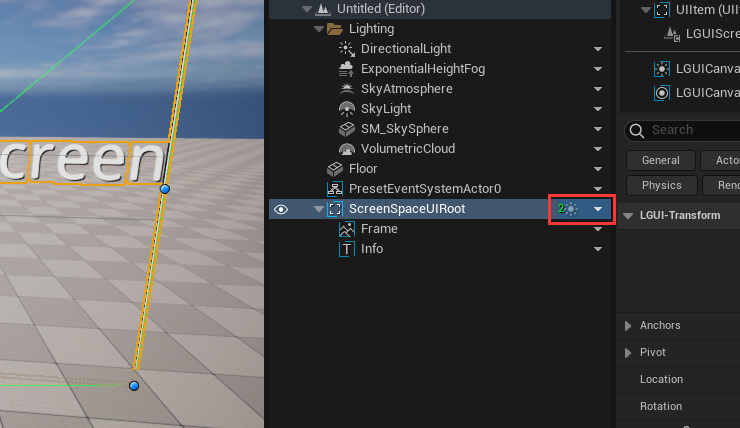 creen
Untitled (Editor)
Lighting
DirectionalLight
ExponentialHeightFog
SkyAtmosphere
SkyLight
SM_SkySphere
VolumetricCloud
Floor
PresetEventSystemActor0
ScreenSpaceUIRoot
2
Frame
Info
UIItem (UII
LGUIScre
LGUICanva
LGUICanva
Search
General
Acto
Physics
Ren
LGUI-Transform
Anchors
Pivot
Location
Rotation